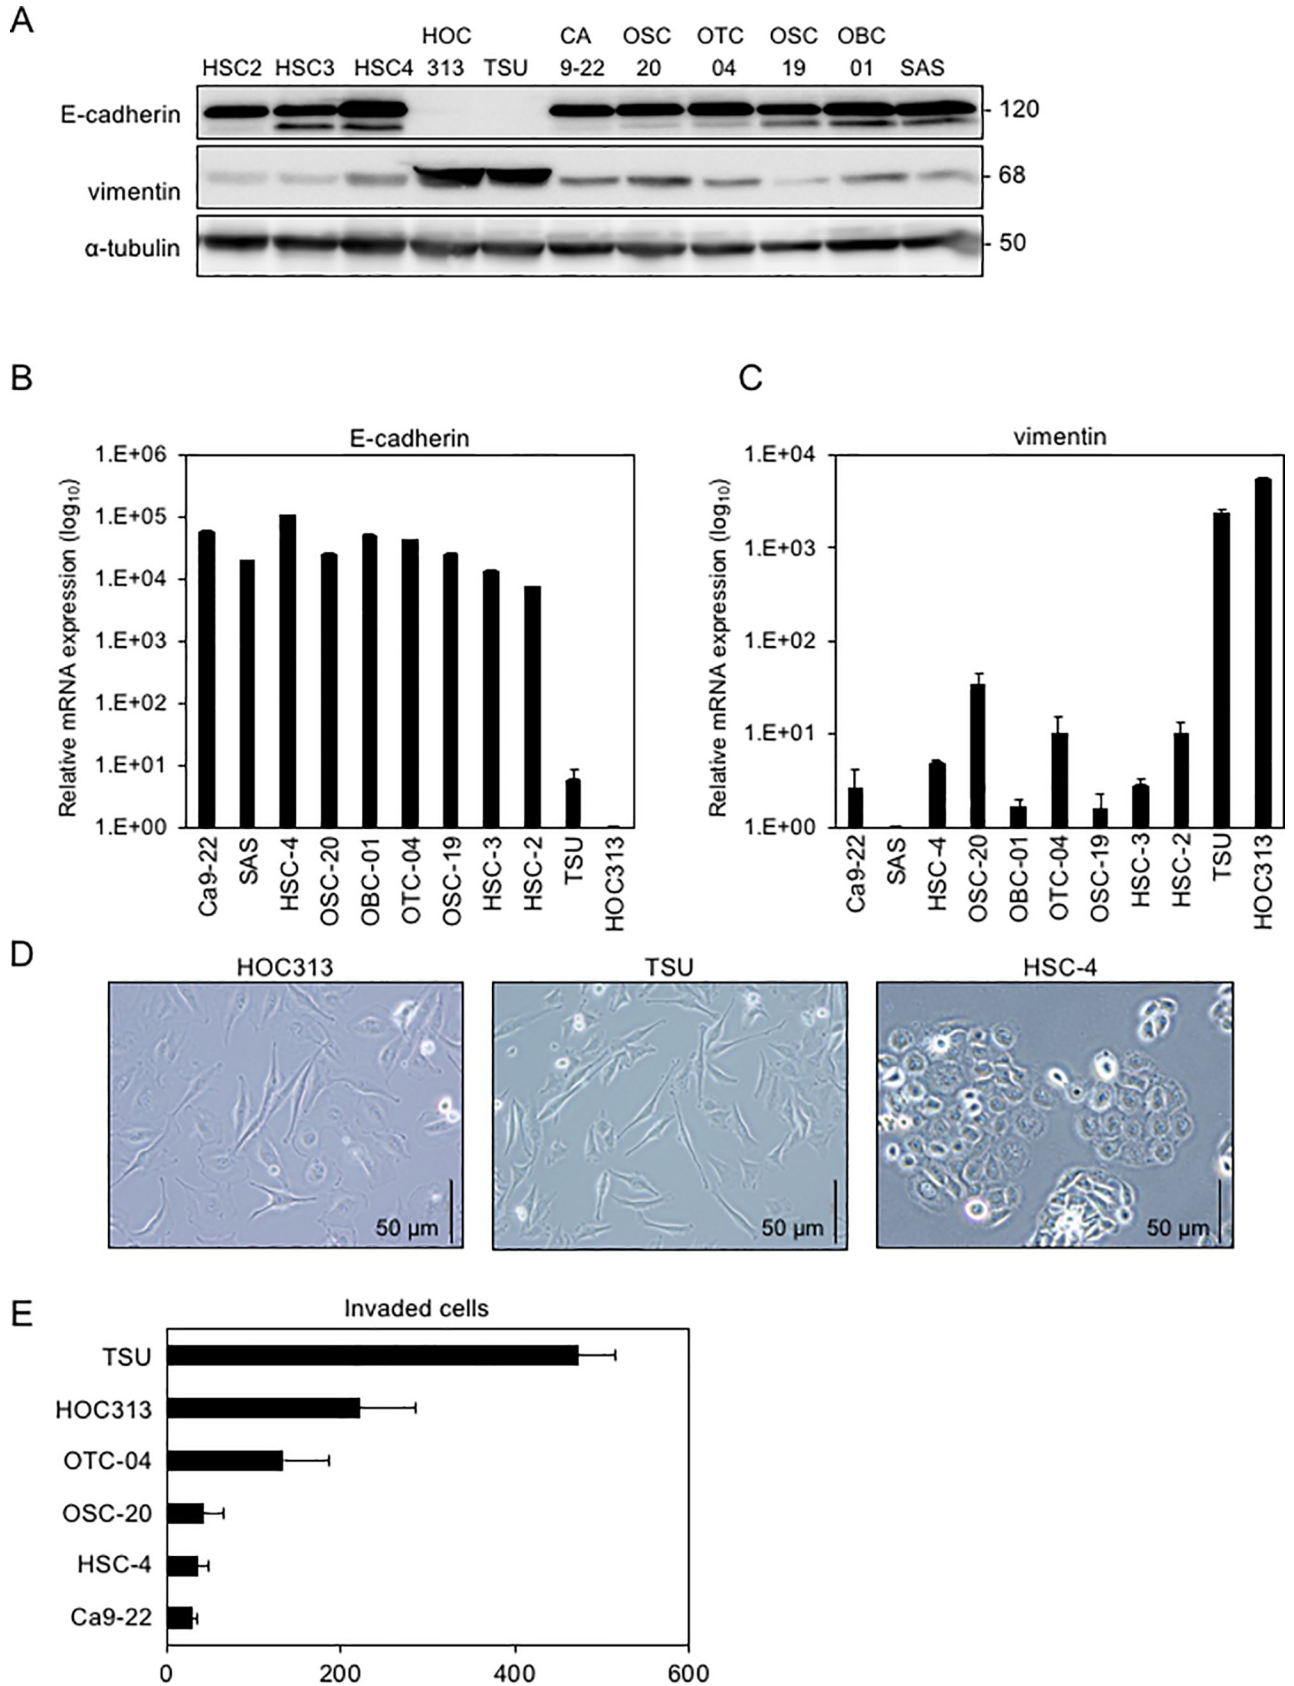 A
HOC CA OSC OTC OSC OBC
HSC2 HSC3 HSC4 313 TSU 9-22 20 04 19 01 SAS
E-cadherin 120
vimentin 68
α-tubulin 50
B
E-cadherin
Relative mRNA expression (log10)
1.E+06
1.E+05
1.E+04
1.E+03
1.E+02
1.E+01
1.E+00
Ca9-22
SAS
HSC-4
OSC-20
OBC-01
OTC-04
OSC-19
HSC-3
HSC-2
TSU
HOC313
C
vimentin
Relative mRNA expression (log10)
1.E+04
1.E+03
1.E+02
1.E+01
1.E+00
Ca9-22
SAS
HSC-4
OSC-20
OBC-01
OTC-04
OSC-19
HSC-3
HSC-2
TSU
HOC313
D
HOC313 TSU HSC-4
50 µm 50 µm 50 µm
E
Invaded cells
TSU
HOC313
OTC-04
OSC-20
HSC-4
Ca9-22
0 200 400 600